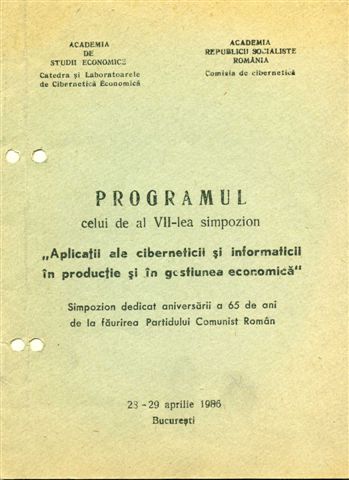 ACADEMIA
DE
STUDII ECONOMICE
Catedra și Laboratoarele
de Cibernetică Economică
ACADEMIA
REPUBLICII SOCIALISTE
ROMÂNIA
Comisia de cibernetică
PROGRAMUL
celui de al VII-lea simpozion
„Aplicații ale ciberneticii și informaticii
în producție și în gestiunea economică"
Simpozion dedicat aniversării a 65 de ani
de la făurirea Partidului Comunist Român
28-29 aprilie 1986
București